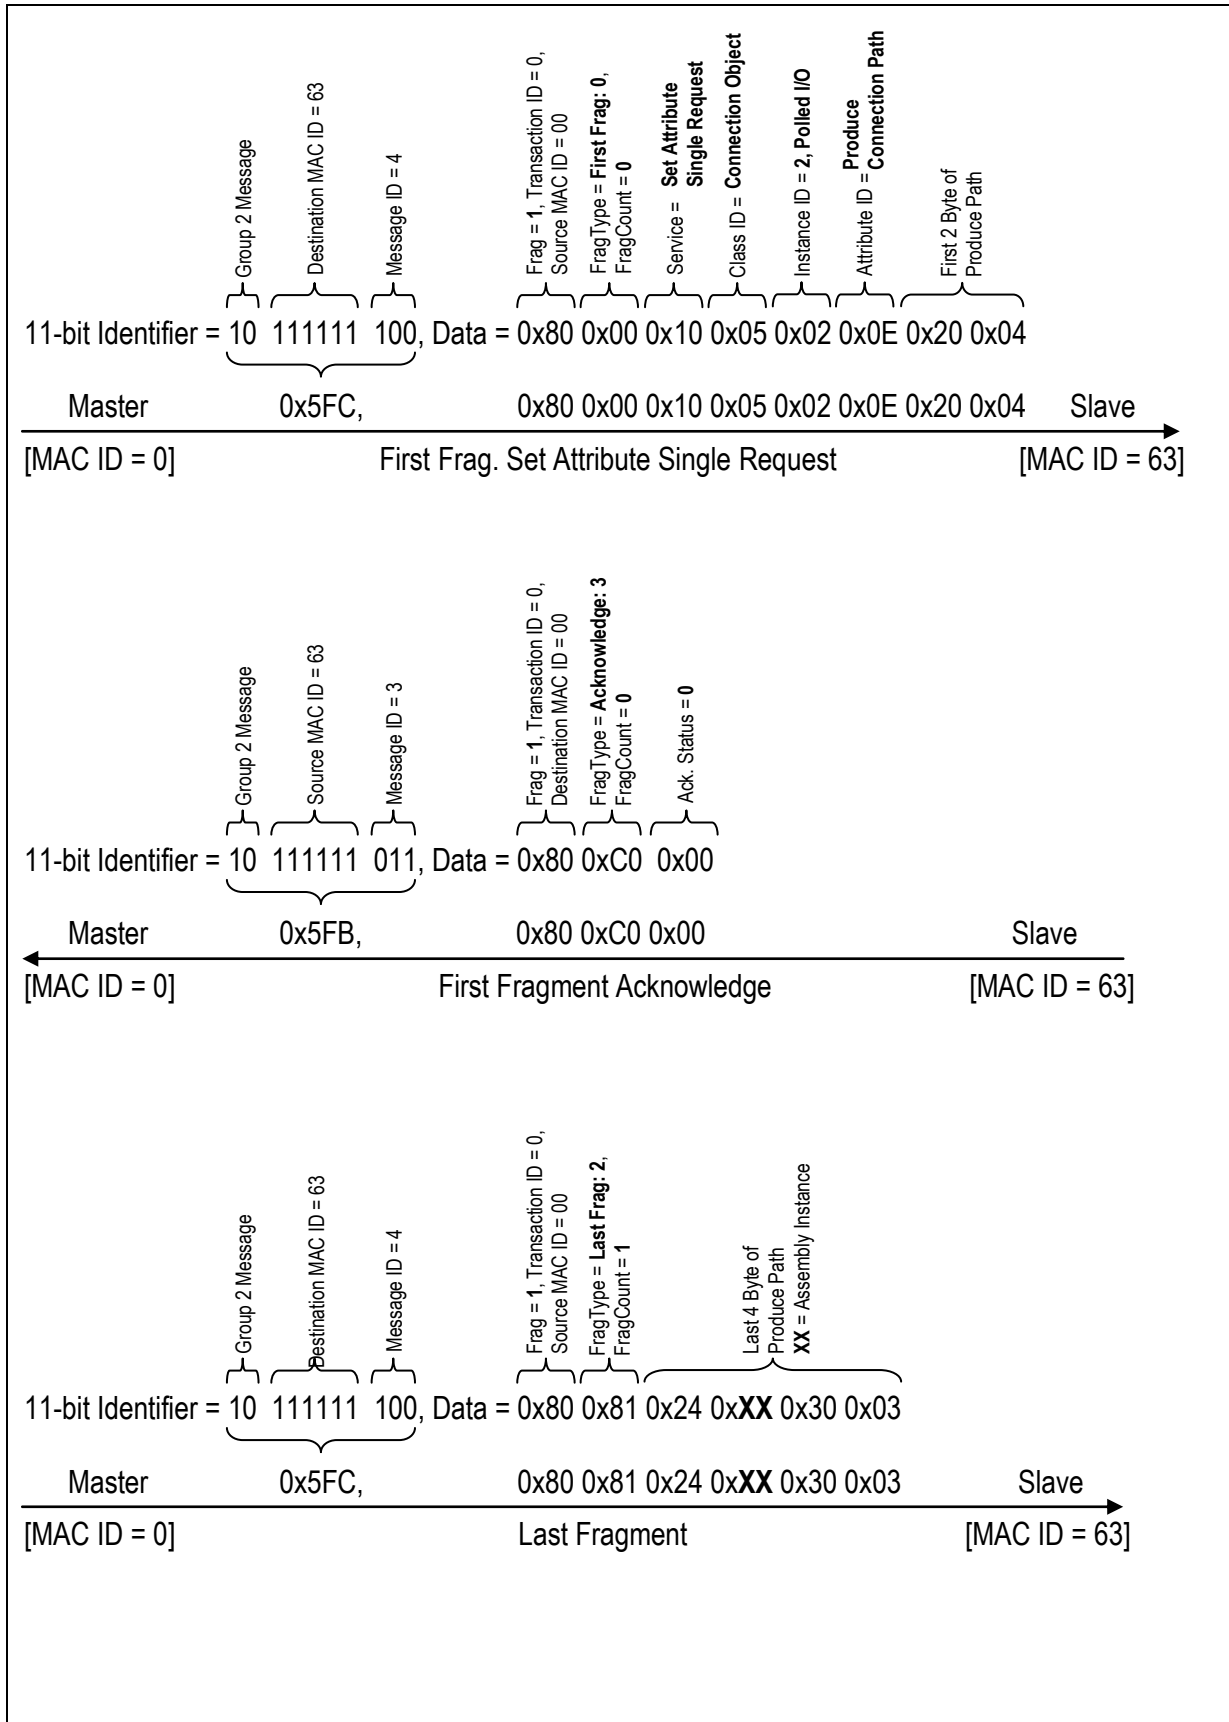 Group 2 Message
Destination MAC ID = 63
Message ID = 4
Frag = 1, Transaction ID = 0,
Source MAC ID = 00
FragType = First Frag: 0,
FragCount = 0
Service = Set Attribute
Single Request
Class ID = Connection Object
Instance ID = 2, Polled I/O
Attribute ID = Produce
Connection Path
First 2 Byte of
Produce Path
11-bit Identifier = 10 111111 100, Data = 0x80 0x00 0x10 0x05 0x02 0x0E 0x20 0x04
Master 0x5FC, 0x80 0x00 0x10 0x05 0x02 0x0E 0x20 0x04 Slave
[MAC ID = 0] First Frag. Set Attribute Single Request [MAC ID = 63]
Group 2 Message
Source MAC ID = 63
Message ID = 3
Frag = 1, Transaction ID = 0,
Destination MAC ID = 00
FragType = Acknowledge: 3
FragCount = 0
Ack. Status = 0
11-bit Identifier = 10 111111 011, Data = 0x80 0xC0 0x00
Master 0x5FB, 0x80 0xC0 0x00 Slave
[MAC ID = 0] First Fragment Acknowledge [MAC ID = 63]
Group 2 Message
Destination MAC ID = 63
Message ID = 4
Frag = 1, Transaction ID = 0,
Source MAC ID = 00
FragType = Last Frag: 2,
FragCount = 1
Last 4 Byte of
Produce Path
XX = Assembly Instance
11-bit Identifier = 10 111111 100, Data = 0x80 0x81 0x24 0xXX 0x30 0x03
Master 0x5FC, 0x80 0x81 0x24 0xXX 0x30 0x03 Slave
[MAC ID = 0] Last Fragment [MAC ID = 63]